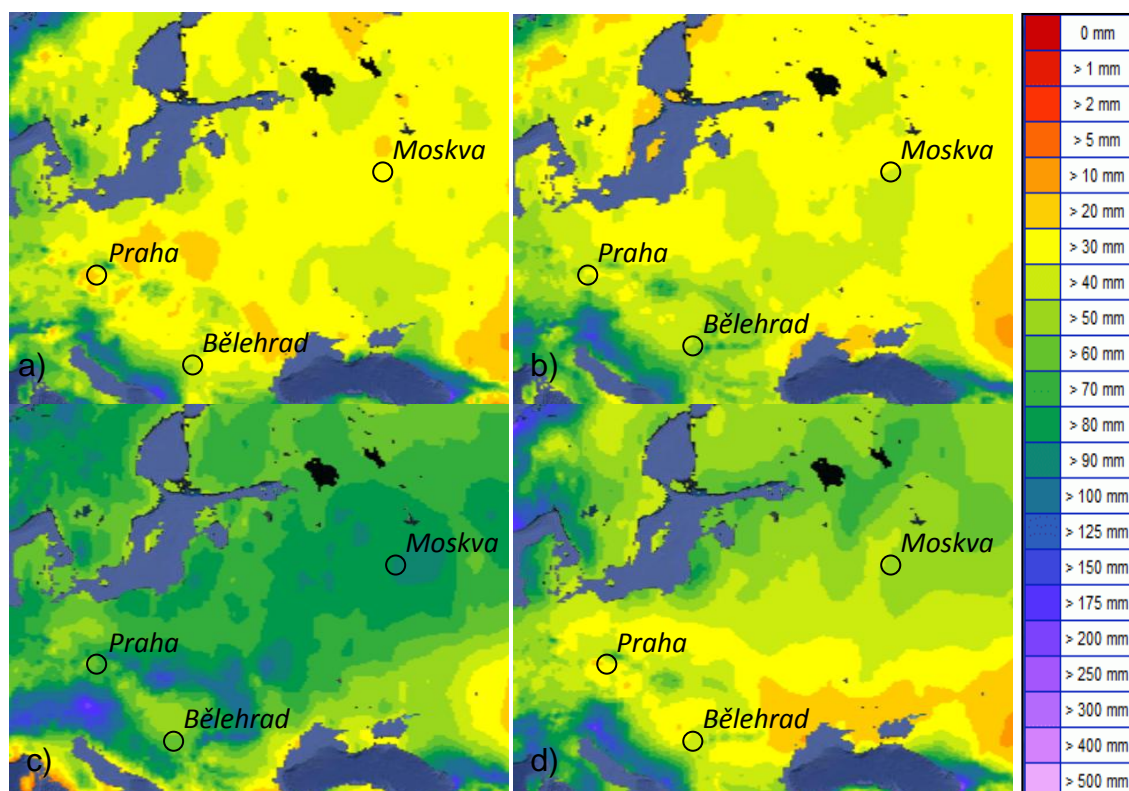 Moskva
Praha
Bělehrad
a)
Moskva
Praha
Bělehrad
b)
Moskva
Praha
Bělehrad
c)
Moskva
Praha
Bělehrad
d)
0 mm
> 1 mm
> 2 mm
> 5 mm
> 10 mm
> 20 mm
> 30 mm
> 40 mm
> 50 mm
> 60 mm
> 70 mm
> 80 mm
> 90 mm
> 100 mm
> 125 mm
> 150 mm
> 175 mm
> 200 mm
> 250 mm
> 300 mm
> 400 mm
> 500 mm